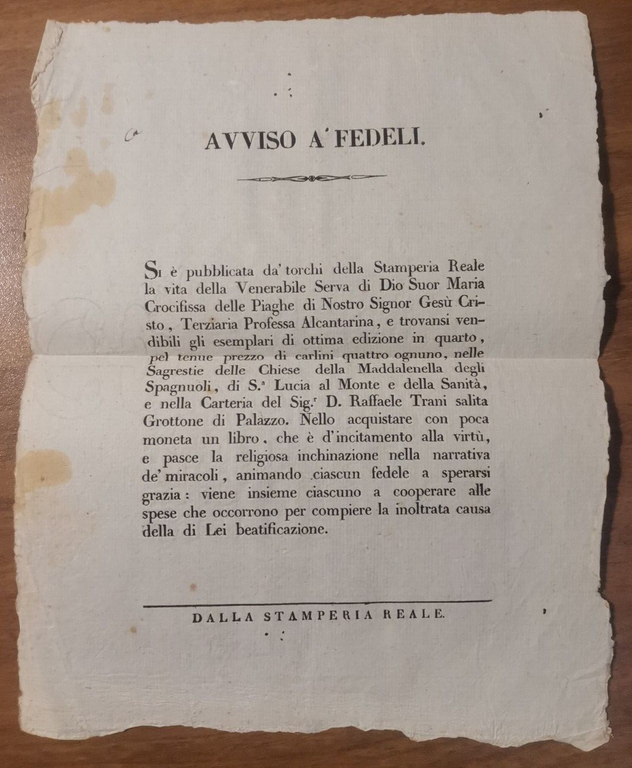 AVVISO A' FEDELI.
Si è pubblicata da' torchi della Stamperia Reale
la vita della Venerabile Serva di Dio Suor Maria
Crocifissa delle Piaghe di Nostro Signor Gesù Cri-
sto, Terziaria Professa Alcantarina, e trovansi ven-
dibili gli esemplari di ottima edizione in quarto,
pel tenue prezzo di carlini quattro ognuno, nelle
Sagrestie delle Chiese della Maddalenella degli
Spagnuoli, di S.ª Lucia al Monte e della Sanità,
e nella Carteria del Sig.r D. Raffaele Trani salita
Grottone di Palazzo. Nello acquistare con poca
moneta un libro, che è d'incitamento alla virtù,
e pasce la religiosa inchinazione nella narrativa
de' miracoli, animando ciascun fedele a sperarsi
grazia: viene insieme ciascuno a cooperare alle
spese che occorrono per compiere la inoltrata causa
della di Lei beatificazione.
DALLA STAMPERIA REALE.